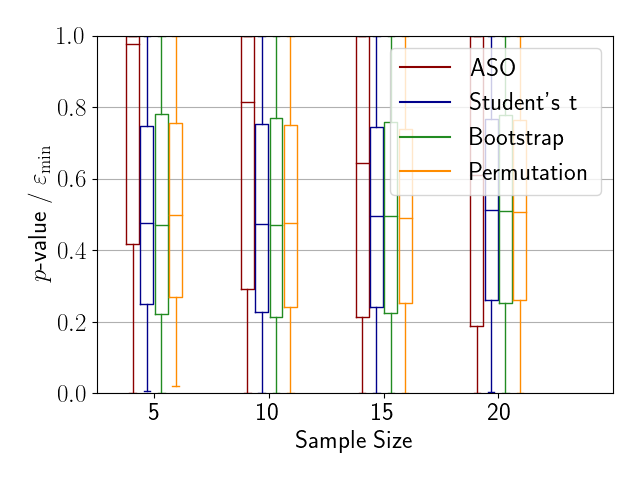 1.0
0.8
0.6
0.4
0.2
0.0
p-value / ε_min
5
10
15
20
Sample Size
ASO
Student's t
Bootstrap
Permutation